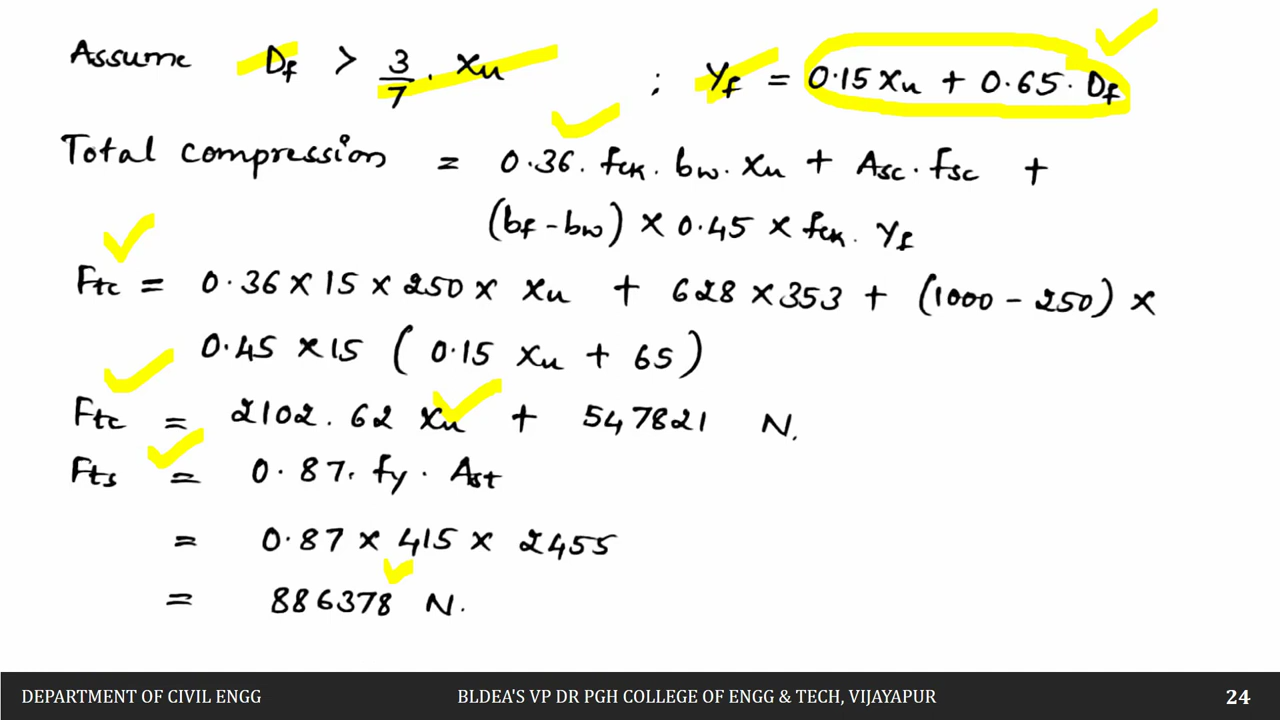 Assume Df > 3/7 . xu ; Yf = 0.15 xu + 0.65 . Df
Total compression = 0.36 . fck . bw . xu + Asc . fsc +
(bf - bw) × 0.45 × fck . Yf
Ftc = 0.36 × 15 × 250 × xu + 628 × 353 + (1000 - 250) ×
0.45 × 15 ( 0.15 xu + 65 )
Ftc = 2102.62 xu + 547821 N.
Fts = 0.87 . fy . Ast
= 0.87 × 415 × 2455
= 886378 N.
DEPARTMENT OF CIVIL ENGG BLDEA'S VP DR PGH COLLEGE OF ENGG & TECH, VIJAYAPUR 24